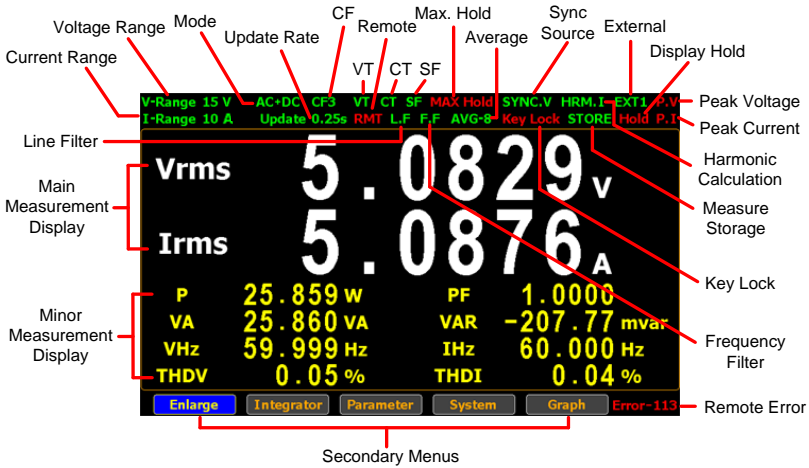 Max. Hold
CF
Sync
Source
Mode
Remote
External
Voltage Range
Update Rate
Average
Display Hold
Current Range
VT
CT SF
V-Range 15 V AC+DC CF3 VT CT SF MAX Hold SYNC.V HRM.I EXT1 P.V
Peak Voltage
I-Range 10 A Update 0.25s RMT L.F F.F AVG-8 Key Lock STORE Hold P.I
Peak Current
Line Filter
Harmonic
Calculation
Main
Measurement
Display
Vrms 5.0829 V
Measure
Storage
Irms 5.0876 A
Key Lock
Minor
Measurement
Display
P 25.859 W PF 1.0000
VA 25.860 VA VAR -207.77 mvar
VHz 59.999 Hz IHz 60.000 Hz
THDV 0.05 % THDI 0.04 %
Frequency
Filter
Enlarge Integrator Parameter System Graph Error-113
Remote Error
Secondary Menus